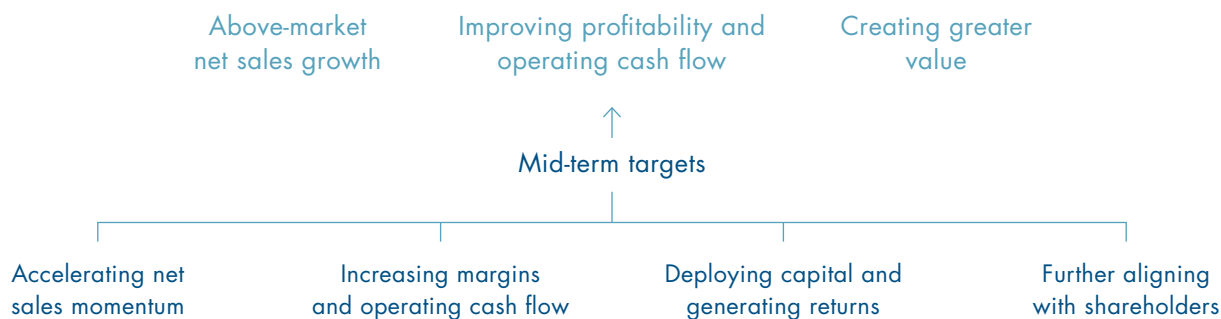 Above-market
net sales growth
Improving profitability and
operating cash flow
Creating greater
value
Mid-term targets
Accelerating net
sales momentum
Increasing margins
and operating cash flow
Deploying capital and
generating returns
Further aligning
with shareholders